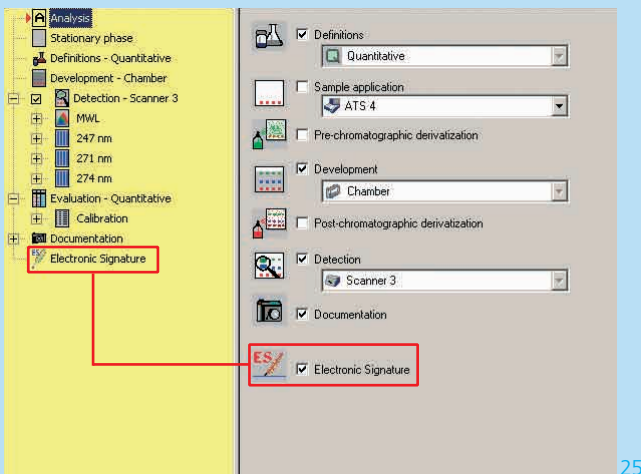 Analysis
Stationary phase
Definitions - Quantitative
Development - Chamber
Detection - Scanner 3
MWL
247 nm
271 nm
274 nm
Evaluation - Quantitative
Calibration
Documentation
Electronic Signature
Definitions
Quantitative
Sample application
ATS 4
Pre-chromatographic derivatization
Development
Chamber
Post-chromatographic derivatization
Detection
Scanner 3
Documentation
ES
Electronic Signature
25